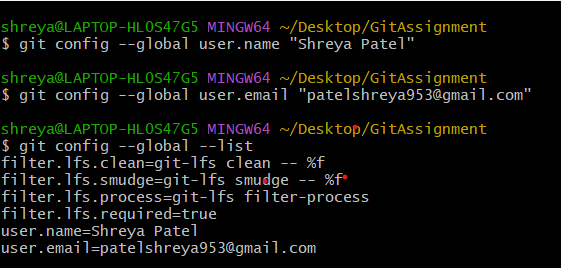 shreya@LAPTOP-HLOS47G5 MINGW64 ~/Desktop/GitAssignment
$ git config --global user.name "Shreya Patel"
shreya@LAPTOP-HLOS47G5 MINGW64 ~/Desktop/GitAssignment
$ git config --global user.email "patelshreya953@gmail.com"
shreya@LAPTOP-HLOS47G5 MINGW64 ~/Desktop/GitAssignment
$ git config --global --list
filter.lfs.clean=git-lfs clean -- %f
filter.lfs.smudge=git-lfs smudge -- %f
filter.lfs.process=git-lfs filter-process
filter.lfs.required=true
user.name=Shreya Patel
user.email=patelshreya953@gmail.com